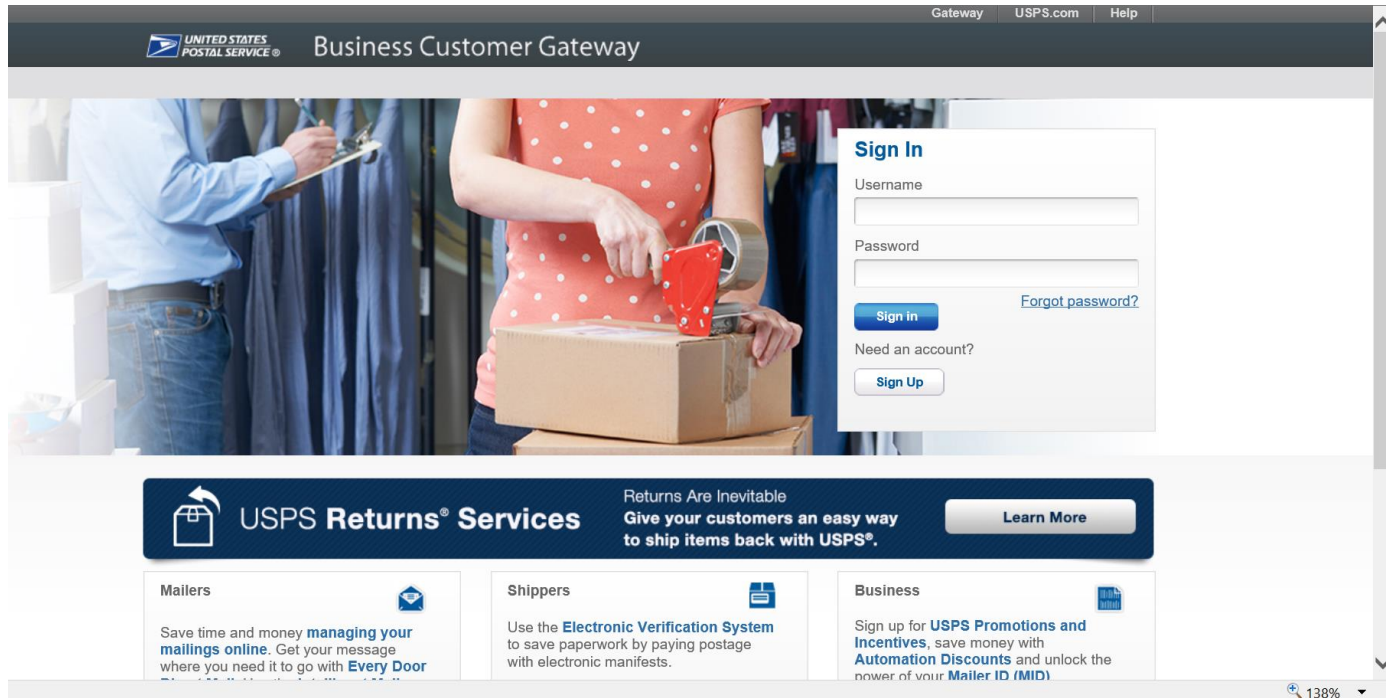 Gateway USPS.com Help
UNITED STATES
POSTAL SERVICE ®
Business Customer Gateway
Sign In
Username
Password
Forgot password?
Sign in
Need an account?
Sign Up
USPS Returns® Services
Returns Are Inevitable
Give your customers an easy way
to ship items back with USPS®.
Learn More
Mailers
Save time and money managing your
mailings online. Get your message
where you need it to go with Every Door
Shippers
Use the Electronic Verification System
to save paperwork by paying postage
with electronic manifests.
Business
Sign up for USPS Promotions and
Incentives, save money with
Automation Discounts and unlock the
power of your Mailer ID (MID)
138%